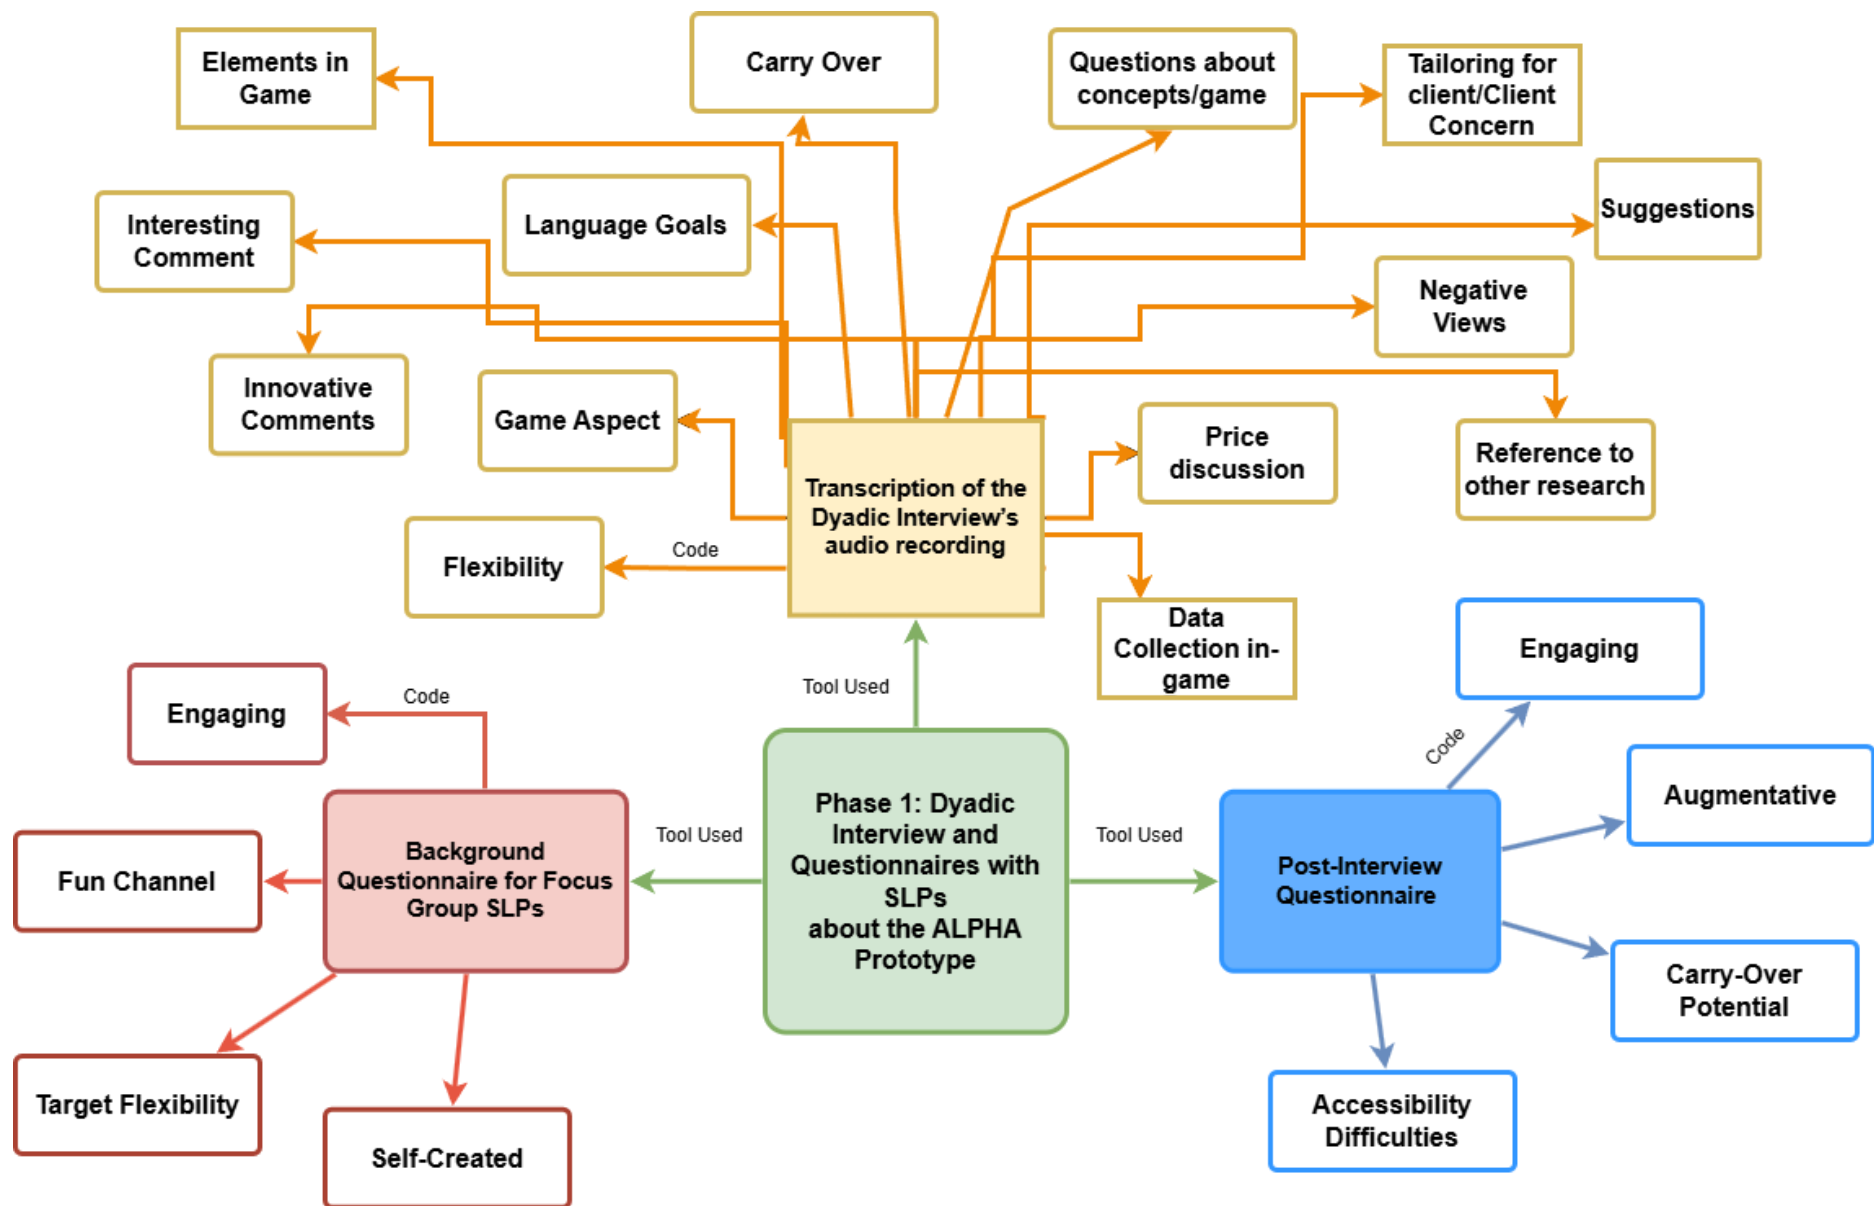 Elements in
Game
Carry Over
Questions about
concepts/game
Tailoring for
client/Client
Concern
Interesting
Comment
Language Goals
Suggestions
Negative
Views
Innovative
Comments
Game Aspect
Price
discussion
Reference to
other research
Transcription of the
Dyadic Interview's
audio recording
Flexibility
Code
Data
Collection in-
game
Tool Used
Engaging
Code
Engaging
Code
Augmentative
Phase 1: Dyadic
Interview and
Questionnaires with
SLPs
about the ALPHA
Prototype
Tool Used
Tool Used
Background
Questionnaire for Focus
Group SLPs
Post-Interview
Questionnaire
Fun Channel
Carry-Over
Potential
Target Flexibility
Self-Created
Accessibility
Difficulties